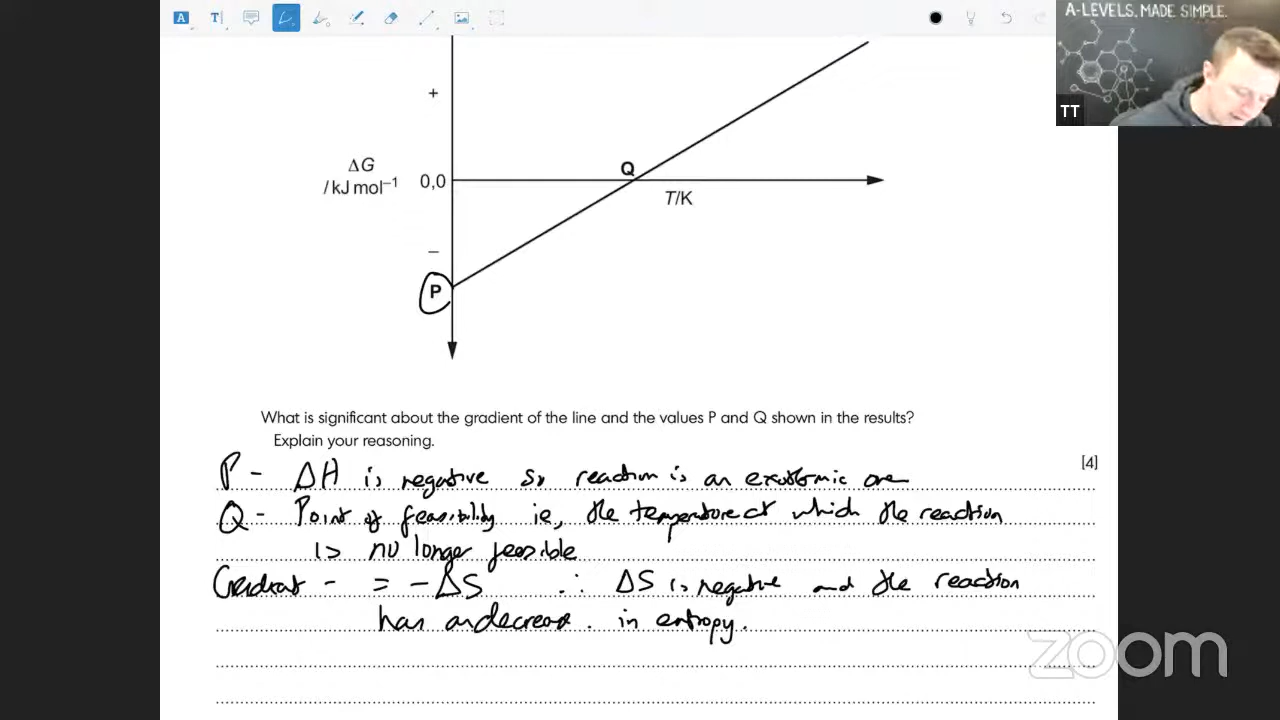 A-LEVELS. MADE SIMPLE.
TT
+
ΔG
/ kJ mol⁻¹
0,0
Q
T/K
−
P
What is significant about the gradient of the line and the values P and Q shown in the results?
Explain your reasoning.
[4]
P - ΔH is negative so reaction is an exothermic one
Q - Point of feasibility ie, the temperature at which the reaction
is no longer feasible
Gradient - = -ΔS ∴ ΔS is negative and the reaction
has a decrease in entropy.
zoom